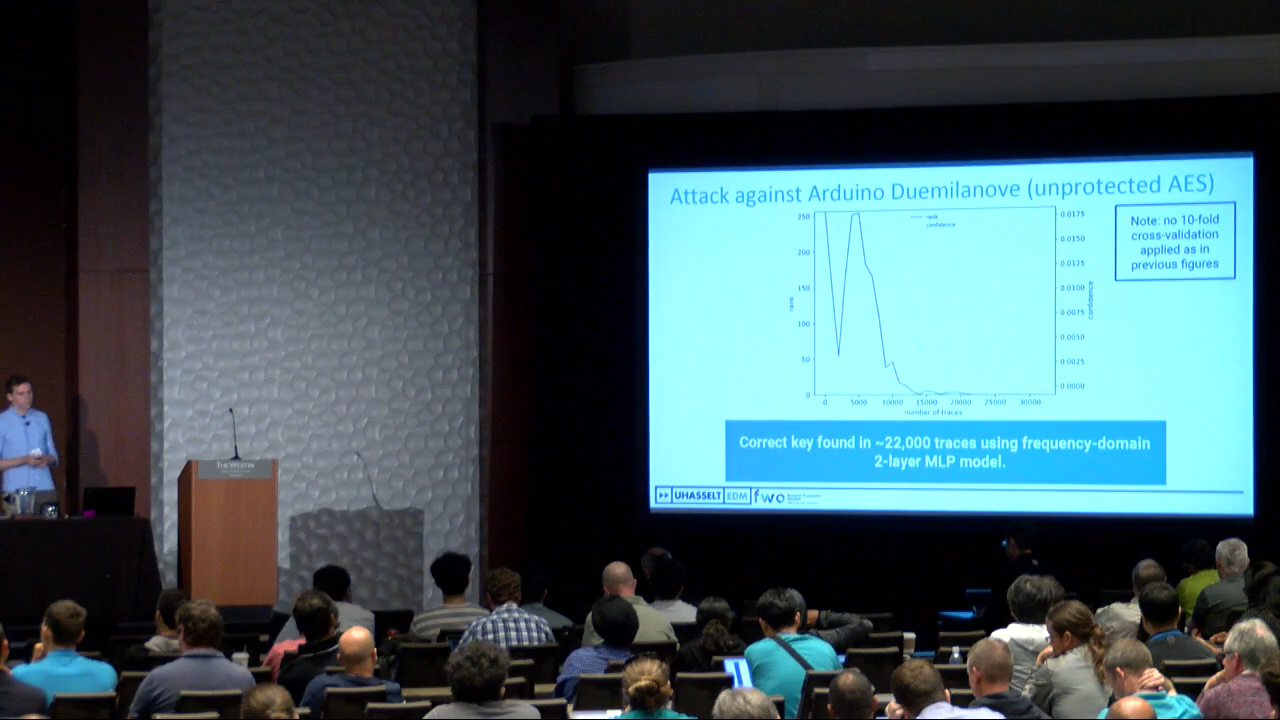 Attack against Arduino Duemilanove (unprotected AES)
Note: no 10-fold
cross-validation
applied as in
previous figures
rank
confidence
250
200
150
100
50
0
rank
0.0175
0.0150
0.0125
0.0100
0.0075
0.0050
0.0025
0.0000
confidence
0 5000 10000 15000 20000 25000 30000
number of traces
Correct key found in ~22,000 traces using frequency-domain
2-layer MLP model.
UHASSELT EDM fwo
THE WESTIN